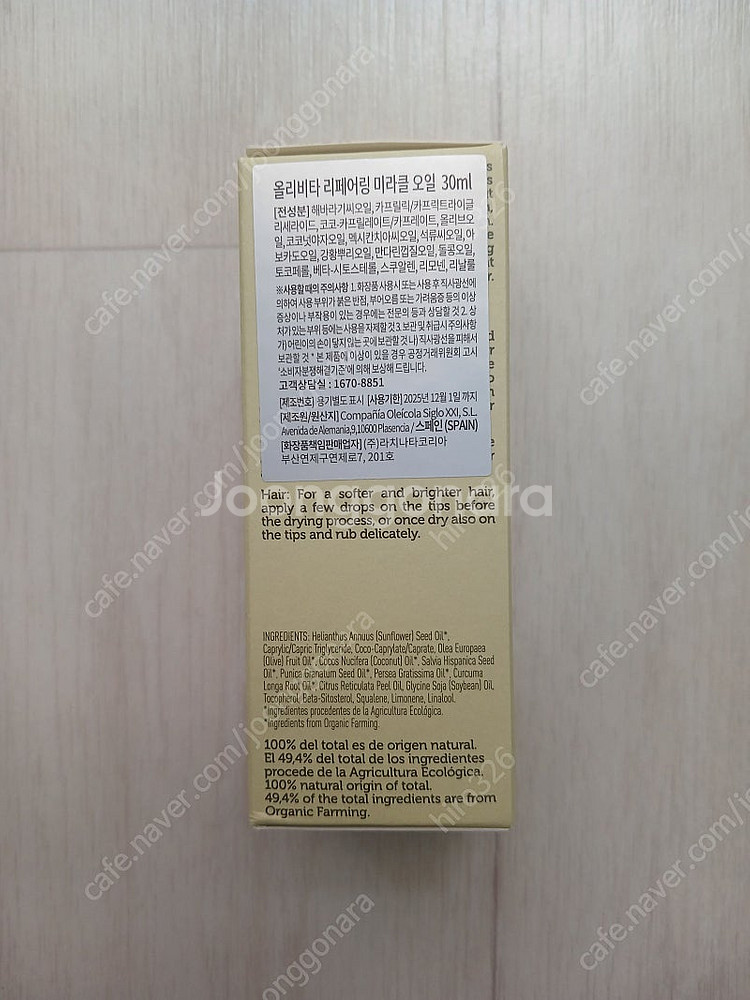 올리비타 리페어링 미라클 오일 30ml
[전성분] 해바라기씨오일, 카프릴릭/카프릭트라이글
리세라이드, 코코-카프릴레이트/카프레이트, 올리브오
일, 코코넛야자오일, 멕시칸치아씨오일, 석류씨오일, 아
보카도오일, 강황뿌리오일, 만다린껍질오일, 돌콩오일,
토코페롤, 베타-시토스테롤, 스쿠알렌, 리모넨, 리날룰
※사용할 때의 주의사항 1. 화장품 사용시 또는 사용 후 직사광선에
의하여 사용 부위가 붉은 반점, 부어오름 또는 가려움증 등의 이상
증상이나 부작용이 있는 경우에는 전문의 등과 상담할 것 2. 상
처가 있는 부위 등에는 사용을 자제할 것 3. 보관 및 취급시 주의사항
가) 어린이의 손이 닿지 않는 곳에 보관할 것 나) 직사광선을 피해서
보관할 것 * 본 제품에 이상이 있을 경우 공정거래위원회 고시
'소비자분쟁해결기준'에 의해 보상해 드립니다.
고객상담실 : 1670-8851
[제조번호] 용기별도 표시 [사용기한] 2025년 12월 1일 까지
[제조원/원산지] Compañía Oleícola Siglo XXI, S.L.
Avenida de Alemania,9,10600 Plasencia / 스페인 (SPAIN)
[화장품책임판매업자] (주)라치나타코리아
부산연제구연제로7, 201호
Hair: For a softer and brighter hair,
apply a few drops on the tips before
the drying process, or once dry also on
the tips and rub delicately.
INGREDIENTS: Helianthus Annuus (Sunflower) Seed Oil*,
Caprylic/Capric Triglyceride, Coco-Caprylate/Caprate, Olea Europaea
(Olive) Fruit Oil*, Cocos Nucifera (Coconut) Oil*, Salvia Hispanica Seed
Oil*, Punica Granatum Seed Oil*, Persea Gratissima Oil*, Curcuma
Longa Root Oil*, Citrus Reticulata Peel Oil, Glycine Soja (Soybean) Oil,
Tocopherol, Beta-Sitosterol, Squalene, Limonene, Linalool.
*Ingredientes procedentes de la Agricultura Ecológica.
*Ingredients from Organic Farming.
100% del total es de origen natural.
El 49,4% del total de los ingredientes
procede de la Agricultura Ecológica.
100% natural origin of total.
49,4% of the total ingredients are from
Organic Farming.
Joonggonara
cafe.naver.com/joonggonara
hing326